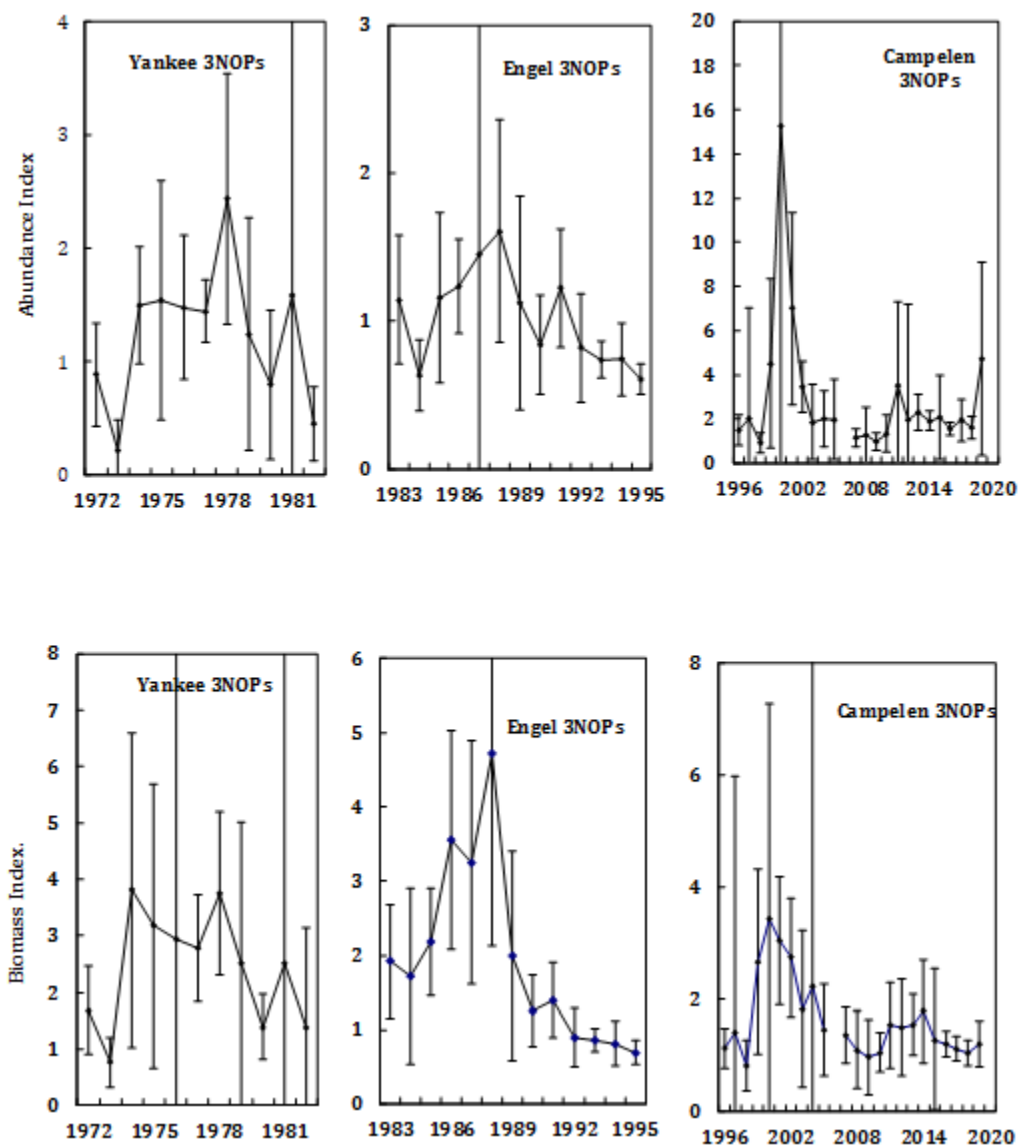 Abundance Index
4
3
2
1
0
Yankee 3NOPs
1972 1975 1978 1981
3
2
1
0
Engel 3NOPs
1983 1986 1989 1992 1995
20
18
16
14
12
10
8
6
4
2
0
Campelen
3NOPs
1996 2002 2008 2014 2020
Biomass Index.
8
7
6
5
4
3
2
1
0
Yankee 3NOPs
1972 1975 1978 1981
6
5
4
3
2
1
0
Engel 3NOPs
1983 1986 1989 1992 1995
8
6
4
2
0
Campelen 3NOPs
1996 2002 2008 2014 2020